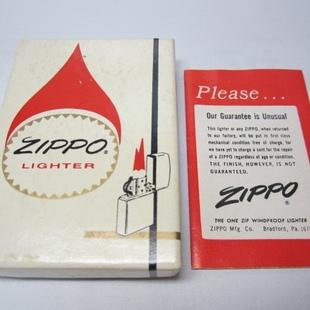 ZIPPO®
LIGHTER
Please...
Our Guarantee is Unusual
This lighter or any ZIPPO, when returned
to our factory, will be put in first class
mechanical condition free of charge, for
we have yet to charge a cent for the repair
of a ZIPPO regardless of age or condition.
THE FINISH, HOWEVER, IS NOT
GUARANTEED.
ZIPPO®
THE ONE ZIP WINDPROOF LIGHTER
ZIPPO Mfg. Co. Bradford, Pa.